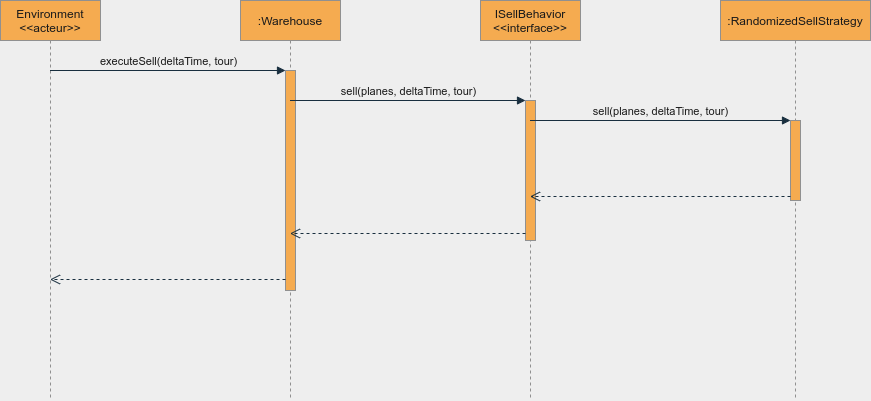 Environment
<<acteur>>
:Warehouse
ISellBehavior
<<interface>>
:RandomizedSellStrategy
executeSell(deltaTime, tour)
sell(planes, deltaTime, tour)
sell(planes, deltaTime, tour)